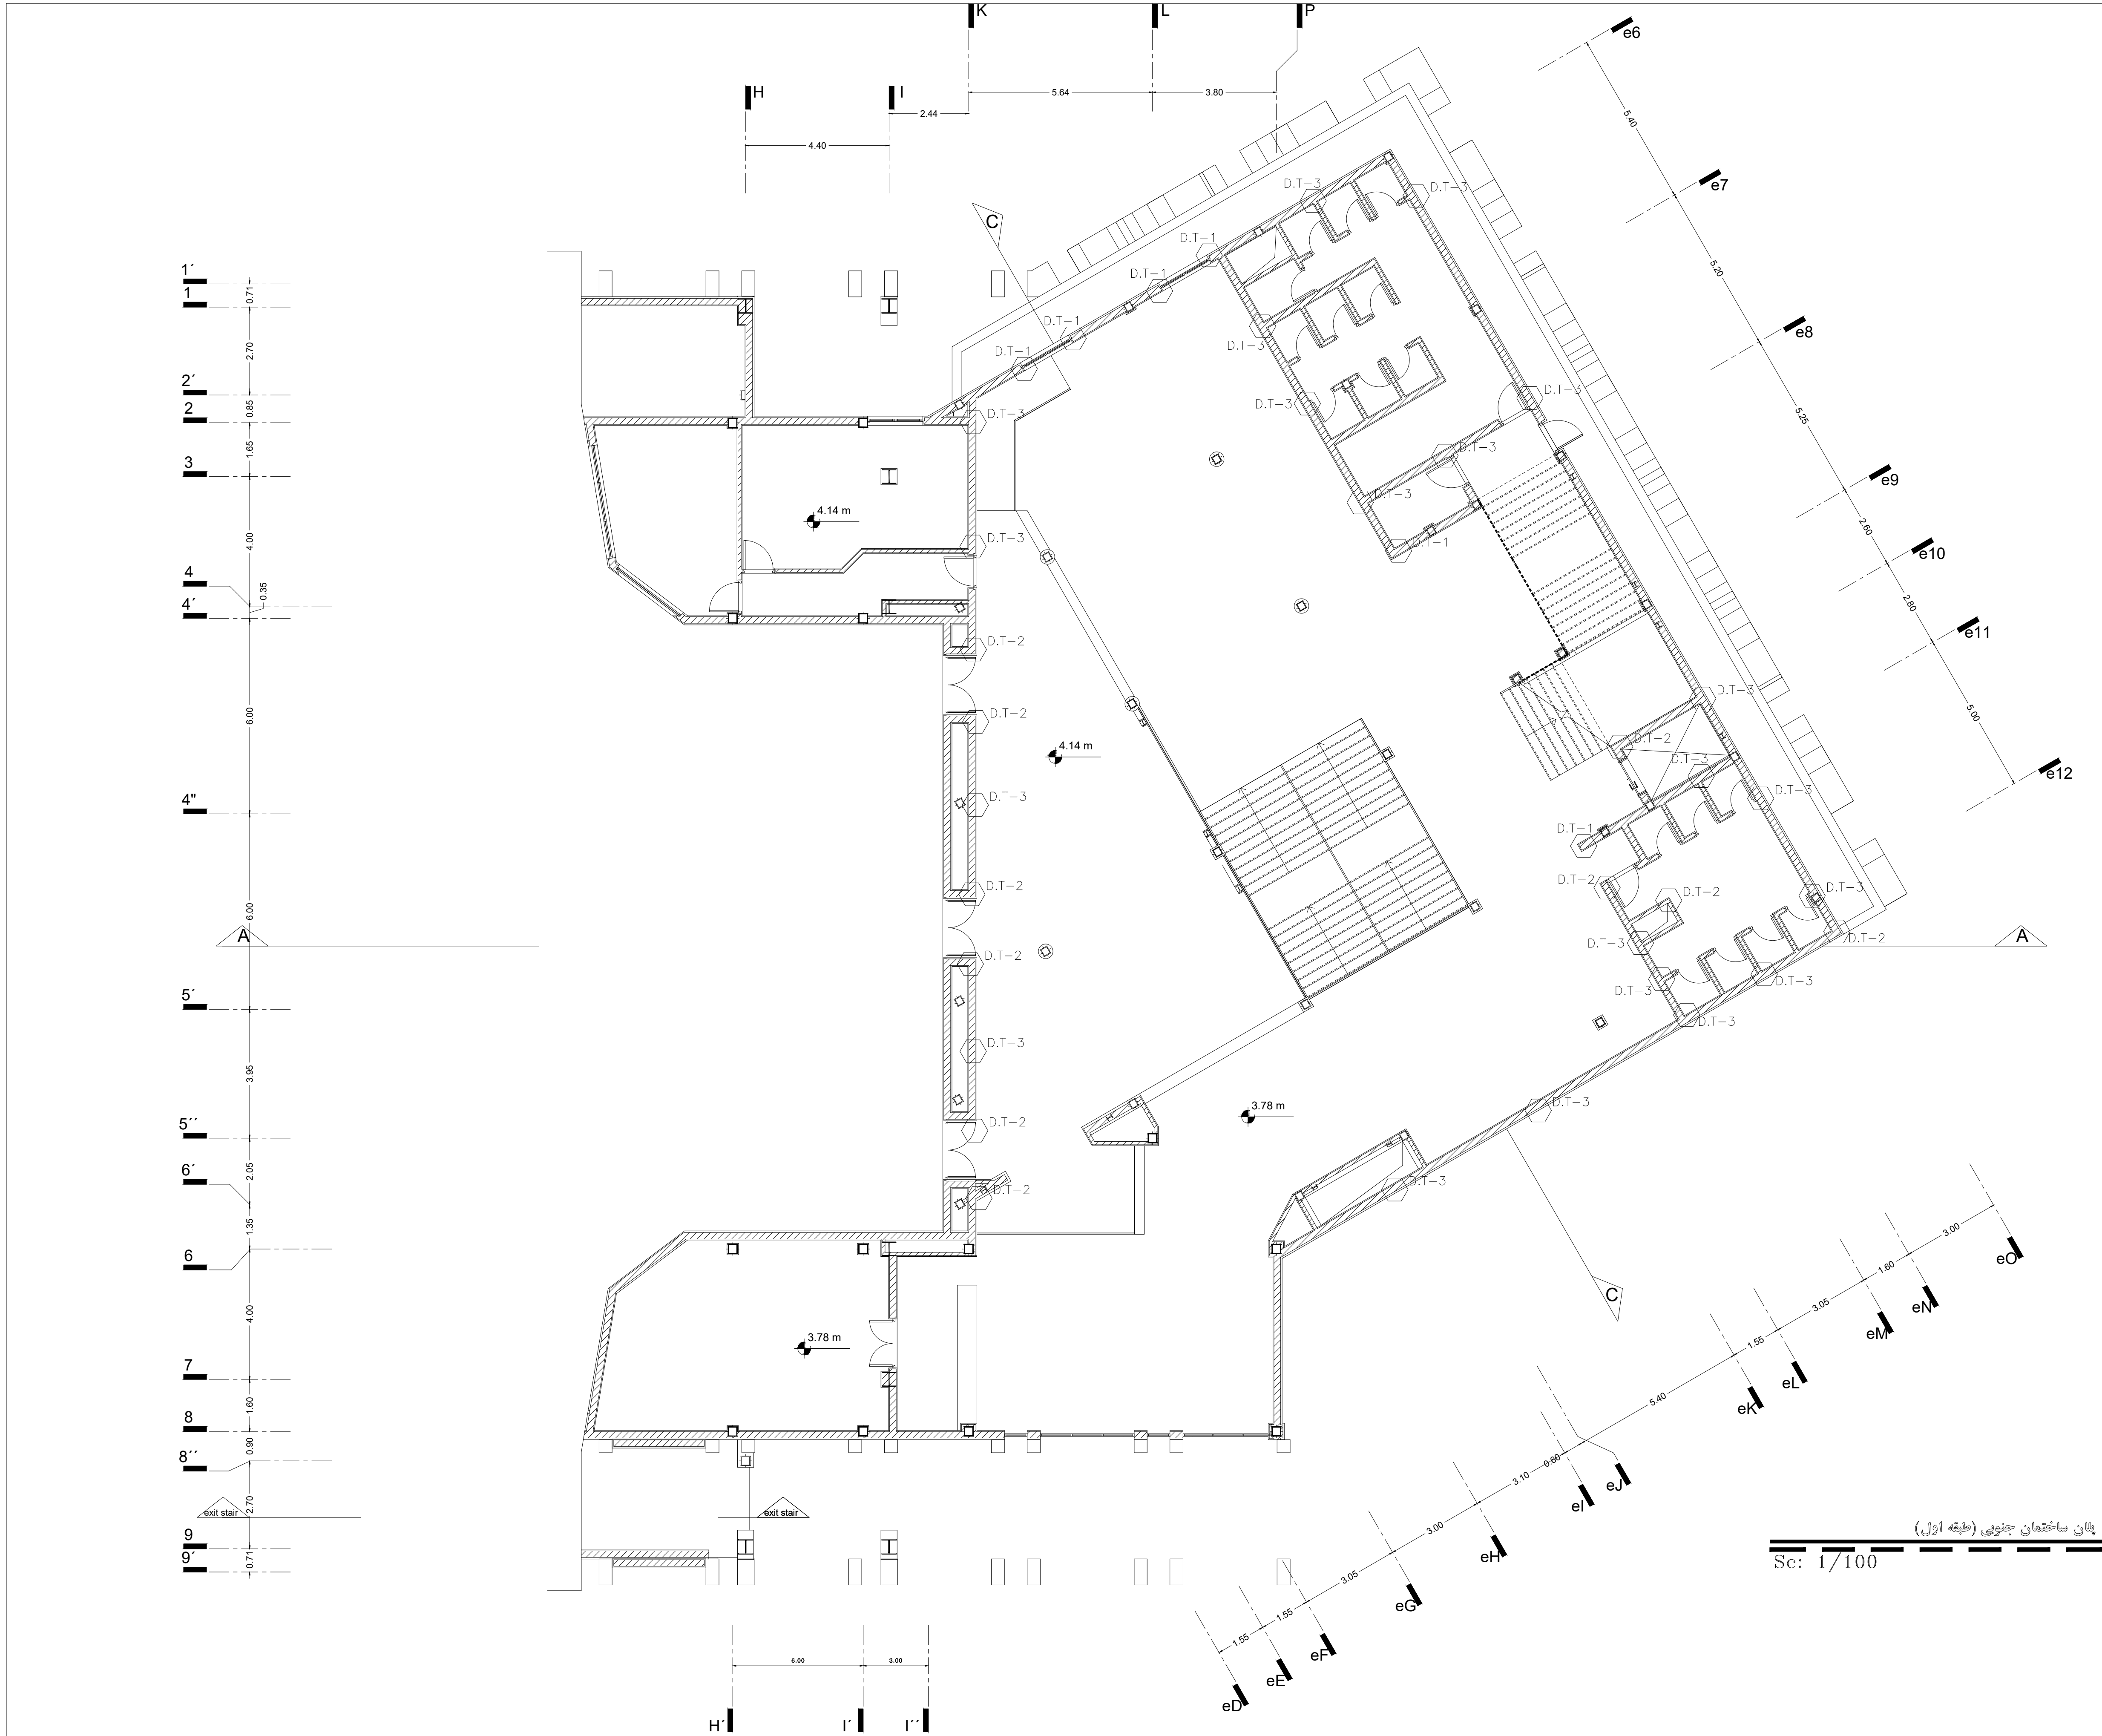 K
L
P
e6
H
I
5.64
3.80
2.44
5.40
4.40
e7
D.T-3
D.T-3
C
D.T-1
5.20
1´
0.71
1
D.T-1
D.T-1
e8
D.T-3
2.70
D.T-1
2´
0.85
2
D.T-3
D.T-3
D.T-3
5.25
1.65
D.T-3
3
e9
D.T-3
4.14 m
2.60
4.00
D.T-3
D.T-1
e10
4
0.35
2.80
4´
e11
D.T-2
D.T-3
6.00
D.T-2
5.00
4.14 m
D.T-2
D.T-3
e12
4"
D.T-3
D.T-3
D.T-1
D.T-2
D.T-2
D.T-2
D.T-3
6.00
A
D.T-3
D.T-2
A
D.T-2
D.T-3
D.T-3
5´
D.T-3
D.T-3
3.95
3.78 m
D.T-3
5´´
D.T-2
2.05
6´
D.T-2
D.T-3
1.35
3.00
eO
6
1.60
C
eN
4.00
3.05
eM
3.78 m
1.55
7
eL
1.60
5.40
eK
8
0.90
8´´
0.60
eJ
3.10
eI
2.70
exit stair
exit stair
3.00
پلان ساختمان جنوبی (طبقه اول)
9
eH
Sc: 1/100
9´
0.71
3.05
eG
1.55
1.55
eF
6.00
3.00
eE
eD
H´
I´
I´´